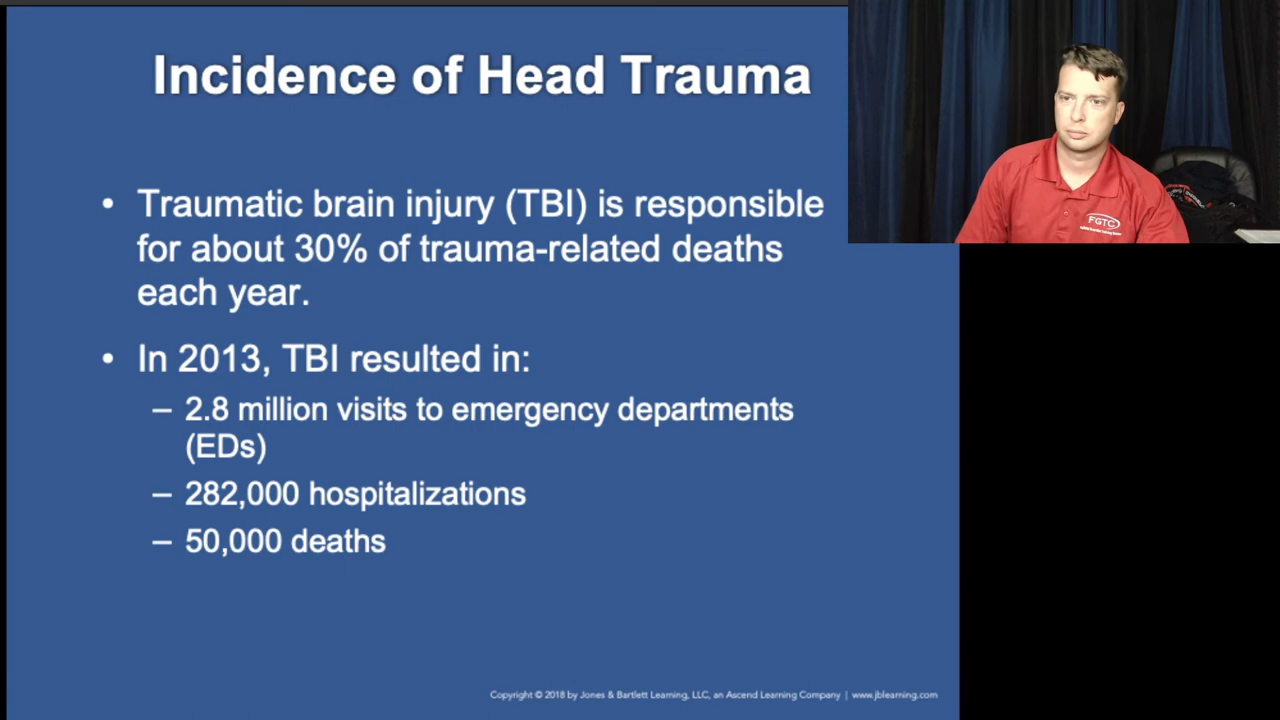 Incidence of Head Trauma
• Traumatic brain injury (TBI) is responsible
for about 30% of trauma-related deaths
each year.
• In 2013, TBI resulted in:
– 2.8 million visits to emergency departments
(EDs)
– 282,000 hospitalizations
– 50,000 deaths
Copyright © 2018 by Jones & Bartlett Learning, LLC, an Ascend Learning Company | www.jblearning.com
FGTC